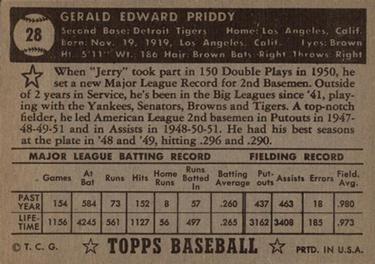 28
GERALD EDWARD PRIDDY
Second Base: Detroit Tigers Home: Los Angeles, Calif.
Born: Nov. 19, 1919, Los Angeles, Calif. Eyes: Brown
Ht.: 5' 11½" Wt.: 186 Hair: Brown Bats: Right Throws: Right
When "Jerry" took part in 150 Double Plays in 1950, he
set a new Major League Record for 2nd Basemen. Outside
of 2 years in Service, he's been in the Big Leagues since '41, play-
ing with the Yankees, Senators, Browns and Tigers. A top-notch
fielder, he led American League 2nd basemen in Putouts in 1947-
48-49-51 and in Assists in 1948-50-51. He had his best seasons
at the plate in '48 and '49, hitting .296 and .290.
MAJOR LEAGUE BATTING RECORD FIELDING RECORD
Games At Bat Runs Hits Home Runs Runs Batted In Batting Average Put-outs Assists Errors Field. Avg.
PAST YEAR 154 584 73 152 8 57 .260 437 463 18 .980
LIFE-TIME 1156 4245 561 1127 46 497 .265 3162 3408 185 .973
© T. C. G. TOPPS BASEBALL PRTD. IN U.S.A.